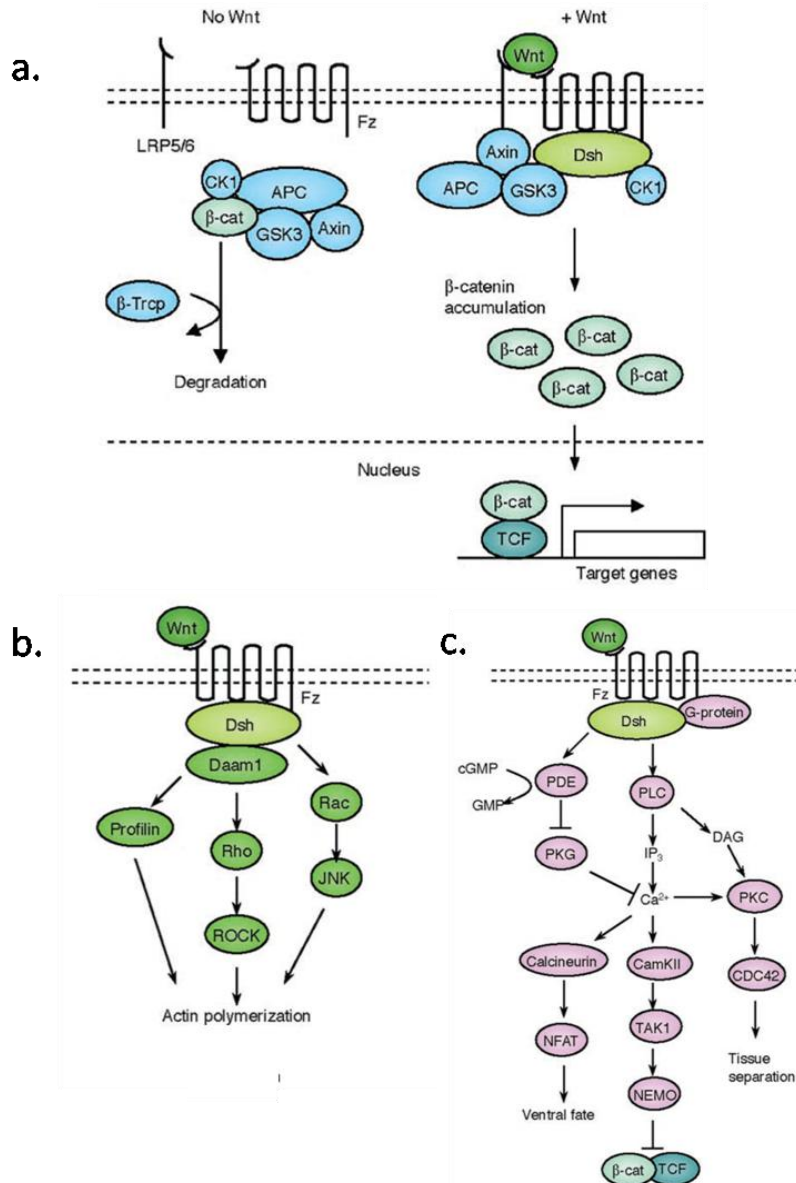 a.
No Wnt
+ Wnt
Wnt
LRP5/6
Fz
CK1
APC
β-cat
GSK3
Axin
β-Trcp
Degradation
Axin
Dsh
APC
GSK3
CK1
β-catenin
accumulation
β-cat
β-cat
β-cat
β-cat
Nucleus
β-cat
TCF
Target genes
b.
Wnt
Fz
Dsh
Daam1
Profilin
Rac
Rho
JNK
ROCK
Actin polymerization
c.
Wnt
Fz
Dsh
G-protein
cGMP
GMP
PDE
PLC
DAG
PKG
IP3
Ca2+
PKC
Calcineurin
CamKII
CDC42
NFAT
TAK1
Tissue
separation
NEMO
Ventral fate
β-cat
TCF